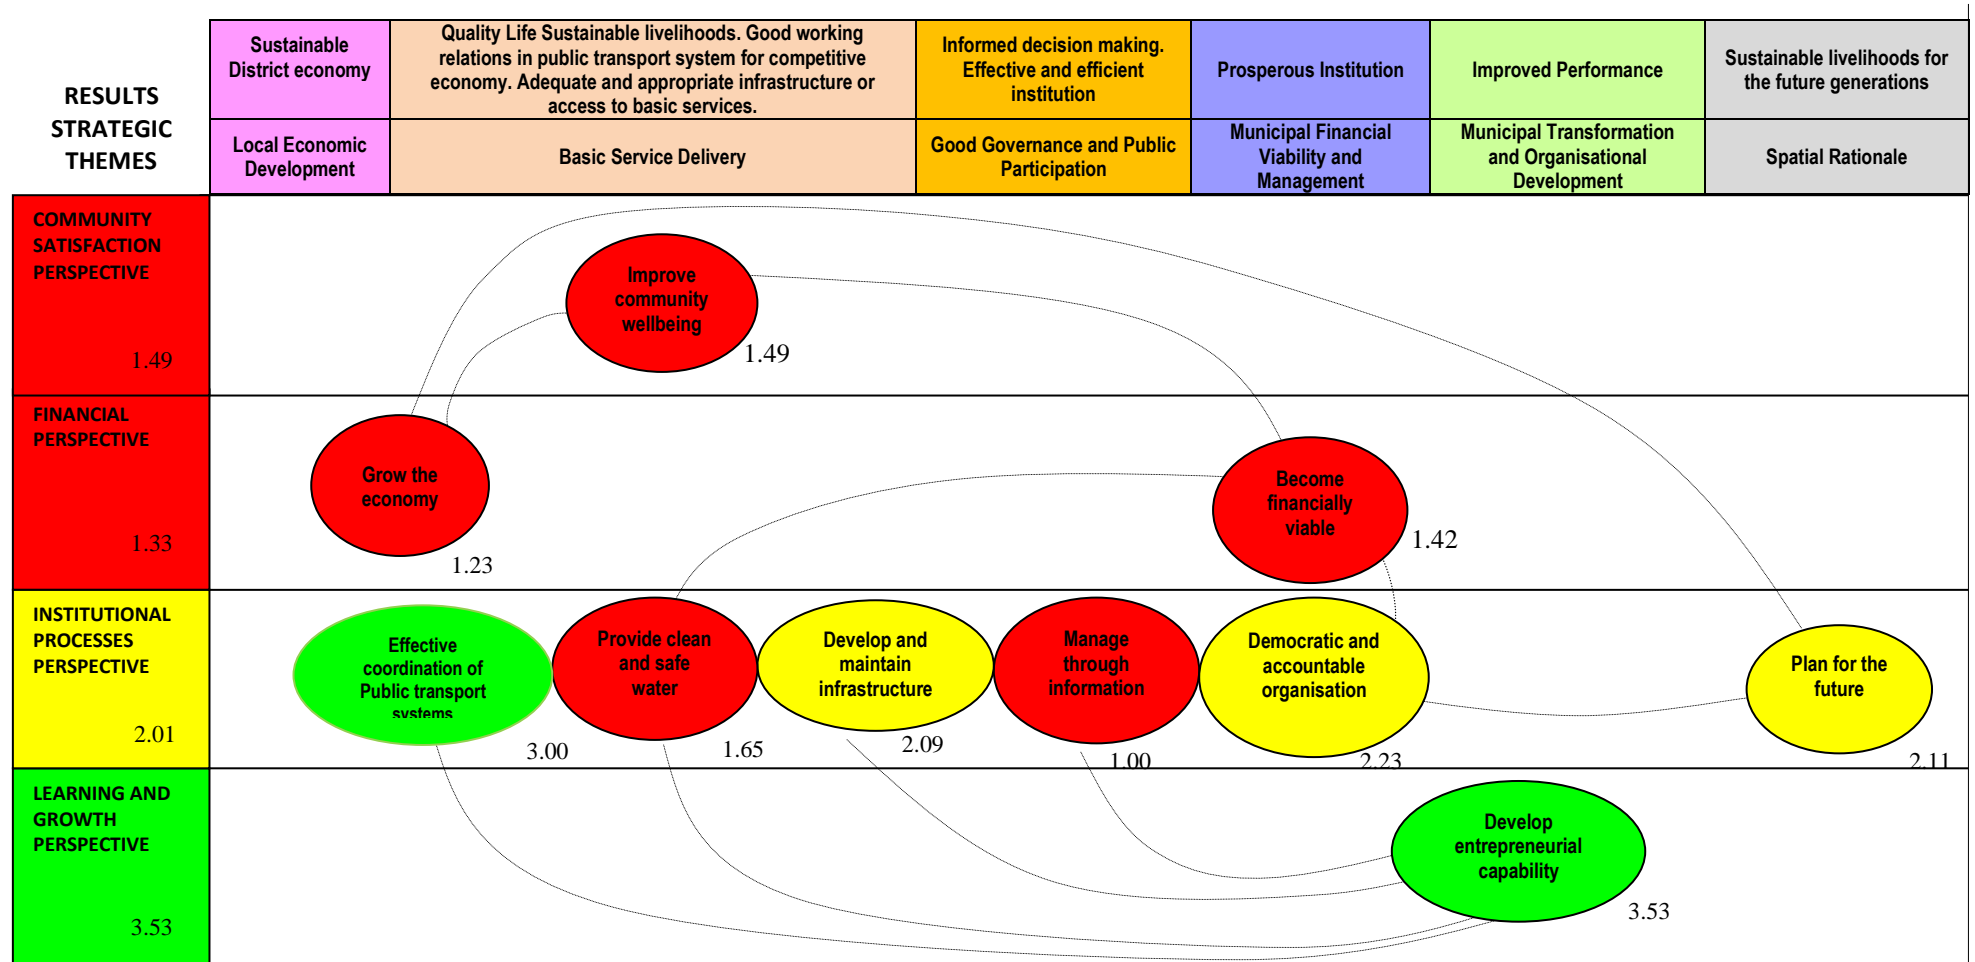 RESULTS
STRATEGIC
THEMES
Sustainable
District economy
Quality Life Sustainable livelihoods. Good working
relations in public transport system for competitive
economy. Adequate and appropriate infrastructure or
access to basic services.
Informed decision making.
Effective and efficient
institution
Prosperous Institution
Improved Performance
Sustainable livelihoods for
the future generations
Local Economic
Development
Basic Service Delivery
Good Governance and Public
Participation
Municipal Financial
Viability and
Management
Municipal Transformation
and Organisational
Development
Spatial Rationale
COMMUNITY
SATISFACTION
PERSPECTIVE
1.49
Improve
community
wellbeing
1.49
FINANCIAL
PERSPECTIVE
1.33
Grow the
economy
1.23
Become
financially
viable
1.42
INSTITUTIONAL
PROCESSES
PERSPECTIVE
2.01
Effective
coordination of
Public transport
systems
3.00
Provide clean
and safe
water
1.65
Develop and
maintain
infrastructure
2.09
Manage
through
information
1.00
Democratic and
accountable
organisation
2.23
Plan for the
future
2.11
LEARNING AND
GROWTH
PERSPECTIVE
3.53
Develop
entrepreneurial
capability
3.53